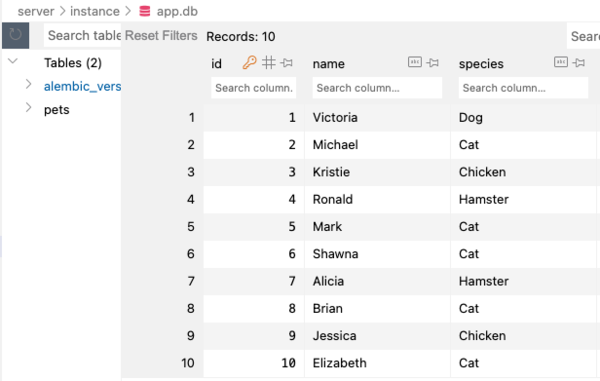 server > instance > app.db
Search table Reset Filters Records: 10 Sear
Tables (2)
alembic_vers
pets
id name species
Search column. Search column... Search column...
1 1 Victoria Dog
2 2 Michael Cat
3 3 Kristie Chicken
4 4 Ronald Hamster
5 5 Mark Cat
6 6 Shawna Cat
7 7 Alicia Hamster
8 8 Brian Cat
9 9 Jessica Chicken
10 10 Elizabeth Cat